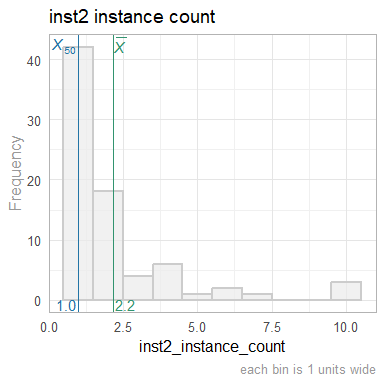 inst2 instance count
X50 X
40
30
20
10
0
Frequency
1.0 2.2
0.0 2.5 5.0 7.5 10.0
inst2_instance_count
each bin is 1 units wide